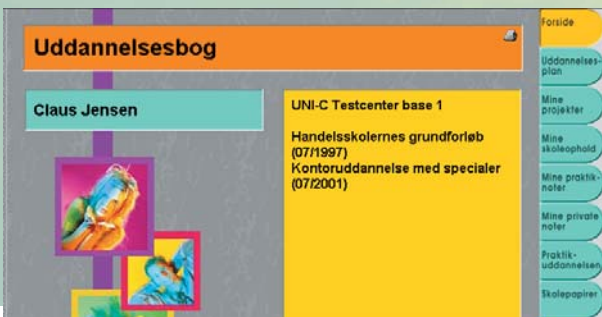 Uddannelsesbog
Claus Jensen
UNI-C Testcenter base 1
Handelsskolernes grundforløb
(07/1997)
Kontoruddannelse med specialer
(07/2001)
Forside
Uddannelses-
plan
Mine
projekter
Mine
skoleophold
Mine praktik-
noter
Mine private
noter
Praktik-
uddannelsen
Skolepapirer